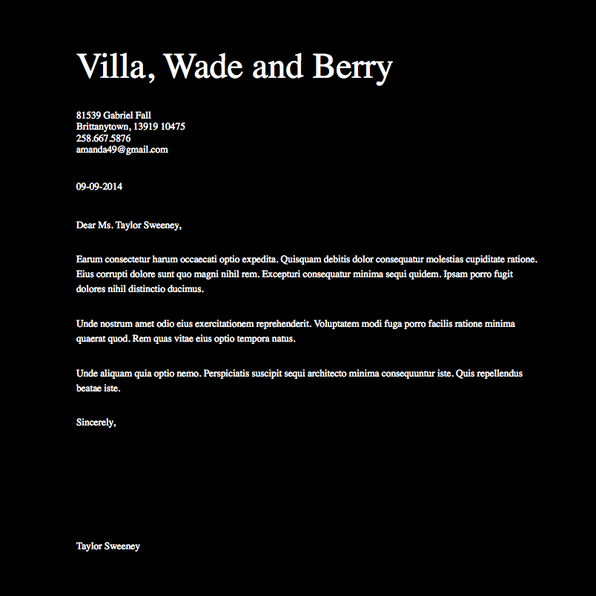 Villa, Wade and Berry
81539 Gabriel Fall
Brittanytown, 13919 10475
258.667.5876
amanda49@gmail.com
09-09-2014
Dear Ms. Taylor Sweeney,
Earum consectetur harum occaecati optio expedita. Quisquam debitis dolor consequatur molestias cupiditate ratione.
Eius corrupti dolore sunt quo magni nihil rem. Excepturi consequatur minima sequi quidem. Ipsam porro fugit
dolores nihil distinctio ducimus.
Unde nostrum amet odio eius exercitationem reprehenderit. Voluptatem modi fuga porro facilis ratione minima
quaerat quod. Rem quas vitae eius optio tempora natus.
Unde aliquam quia optio nemo. Perspiciatis suscipit sequi architecto minima consequuntur iste. Quis repellendus
beatae iste.
Sincerely,
Taylor Sweeney